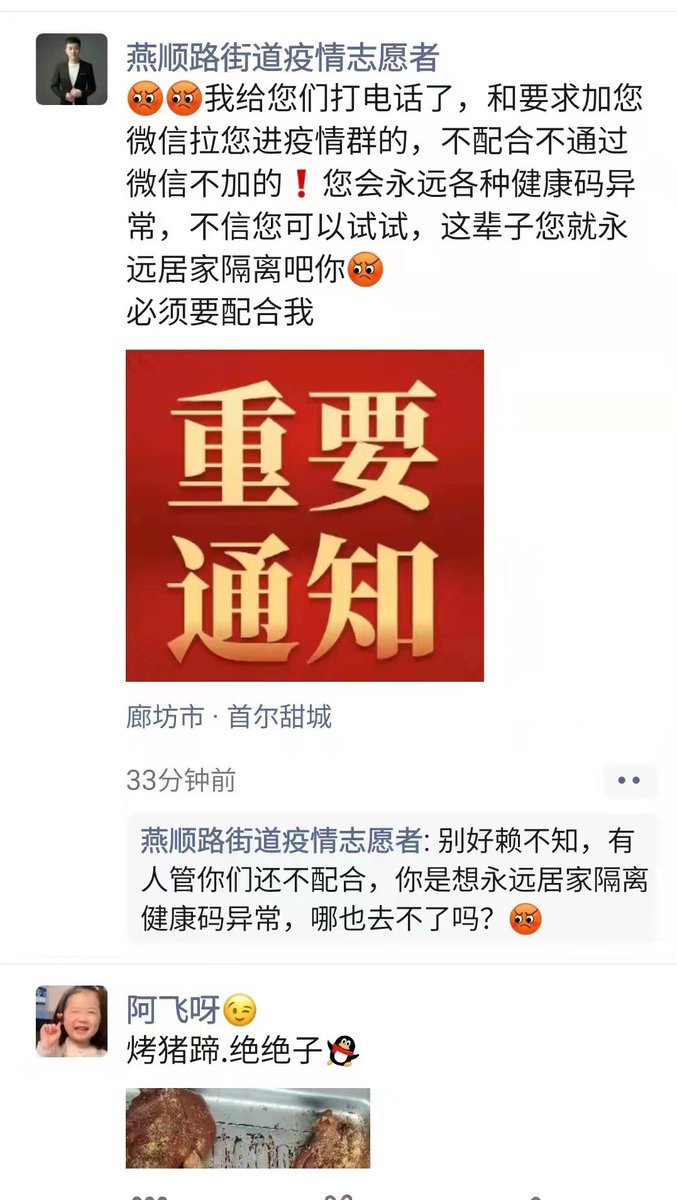 燕顺路街道疫情志愿者
😡😡我给您们打电话了，和要求加您
微信拉您进疫情群的，不配合不通过
微信不加的❗您会永远各种健康码异
常，不信您可以试试，这辈子您就永
远居家隔离吧你😡
必须要配合我
重要
通知
廊坊市 · 首尔甜城
33分钟前
燕顺路街道疫情志愿者: 别好赖不知，有
人管你们还不配合，你是想永远居家隔离
健康码异常，哪也去不了吗？😡
阿飞呀😉
烤猪蹄.绝绝子🐧